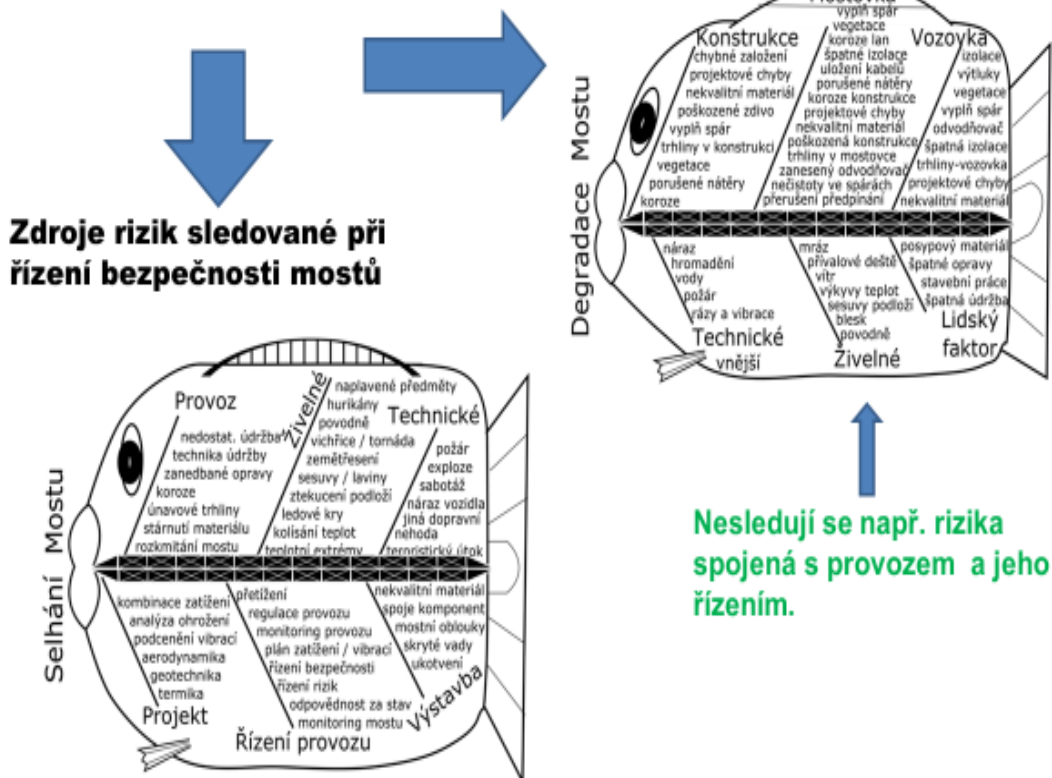 Mostovka
vyplň spár
vegetace
koroze lan
špatné izolace
uložení kabelů
porušené nátěry
koroze konstrukce
projektové chyby
nekvalitní materiál
poškozená konstrukce
trhliny v mostovce
zanesený odvodňovač
nečistoty ve spárách
přerušení předpínání
Konstrukce
chybné založení
projektové chyby
nekvalitní materiál
poškozené zdivo
vyplň spár
trhliny v konstrukci
vegetace
porušené nátěry
koroze
Vozovka
izolace
výtluky
vegetace
vyplň spár
odvodňovač
špatná izolace
trhliny-vozovka
projektové chyby
nekvalitní materiál
Degradace Mostu
náraz
hromadění
vody
požár
rázy a vibrace
Technické
vnější
mráz
přívalové deště
vítr
výkyvy teplot
sesuvy podloží
blesk
povodně
Živelné
posypový materiál
špatné opravy
stavební práce
špatná údržba
Lidský
faktor
Zdroje rizik sledované při
řízení bezpečnosti mostů
Nesledují se např. rizika
spojená s provozem a jeho
řízením.
Selhání Mostu
Provoz
nedostat. údržba
technika údržby
zanedbané opravy
koroze
únavové trhliny
stárnutí materiálu
rozkmitání mostu
Živelné
naplavené předměty
hurikány
povodně
vichřice / tornáda
zemětřesení
sesuvy / laviny
ztekucení podloží
ledové kry
kolísání teplot
teplotní extrémy
Technické
požár
exploze
sabotáž
náraz vozidla
jiná dopravní
nehoda
teroristický útok
kombinace zatížení
analýza ohrožení
podcenění vibrací
aerodynamika
geotechnika
termika
Projekt
přetížení
regulace provozu
monitoring provozu
plán zatížení / vibrací
řízení bezpečnosti
řízení rizik
odpovědnost za stav
monitoring mostu
Řízení provozu
nekvalitní materiál
spoje komponent
mostní oblouky
skryté vady
ukotvení
Výstavba